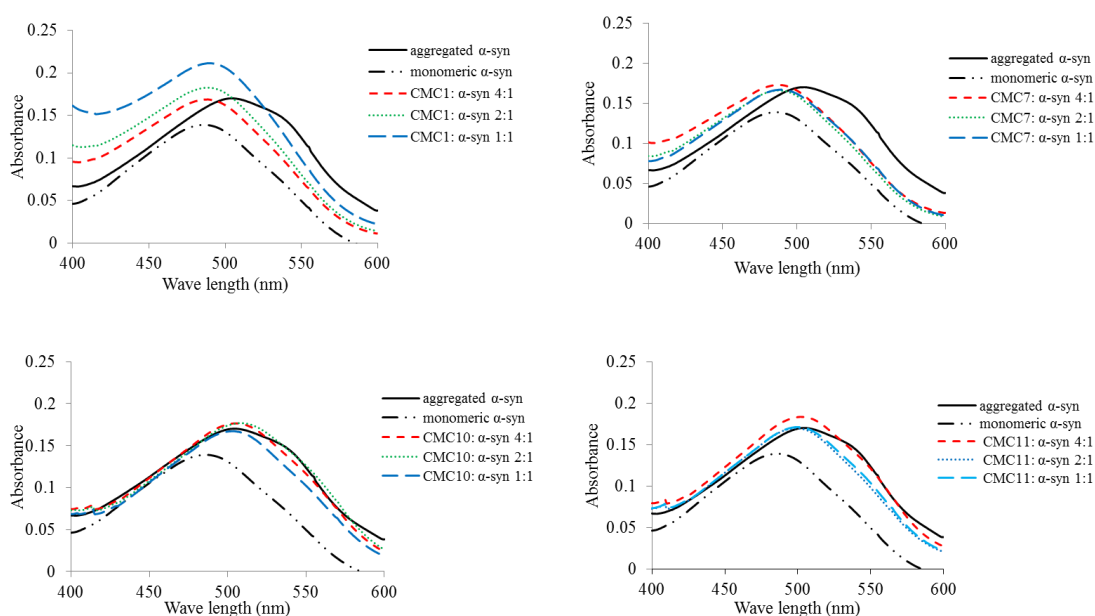 0.25
0.2
0.15
0.1
0.05
0
Absorbance
400
450
500
550
600
Wave length (nm)
aggregated α-syn
monomeric α-syn
CMC1: α-syn 4:1
CMC1: α-syn 2:1
CMC1: α-syn 1:1
0.25
0.2
0.15
0.1
0.05
0
Absorbance
400
450
500
550
600
Wave length (nm)
aggregated α-syn
monomeric α-syn
CMC7: α-syn 4:1
CMC7: α-syn 2:1
CMC7: α-syn 1:1
0.25
0.2
0.15
0.1
0.05
0
Absorbance
400
450
500
550
600
Wave length (nm)
aggregated α-syn
monomeric α-syn
CMC10: α-syn 4:1
CMC10: α-syn 2:1
CMC10: α-syn 1:1
0.25
0.2
0.15
0.1
0.05
0
Absorbance
400
450
500
550
600
Wave length (nm)
aggregated α-syn
monomeric α-syn
CMC11: α-syn 4:1
CMC11: α-syn 2:1
CMC11: α-syn 1:1